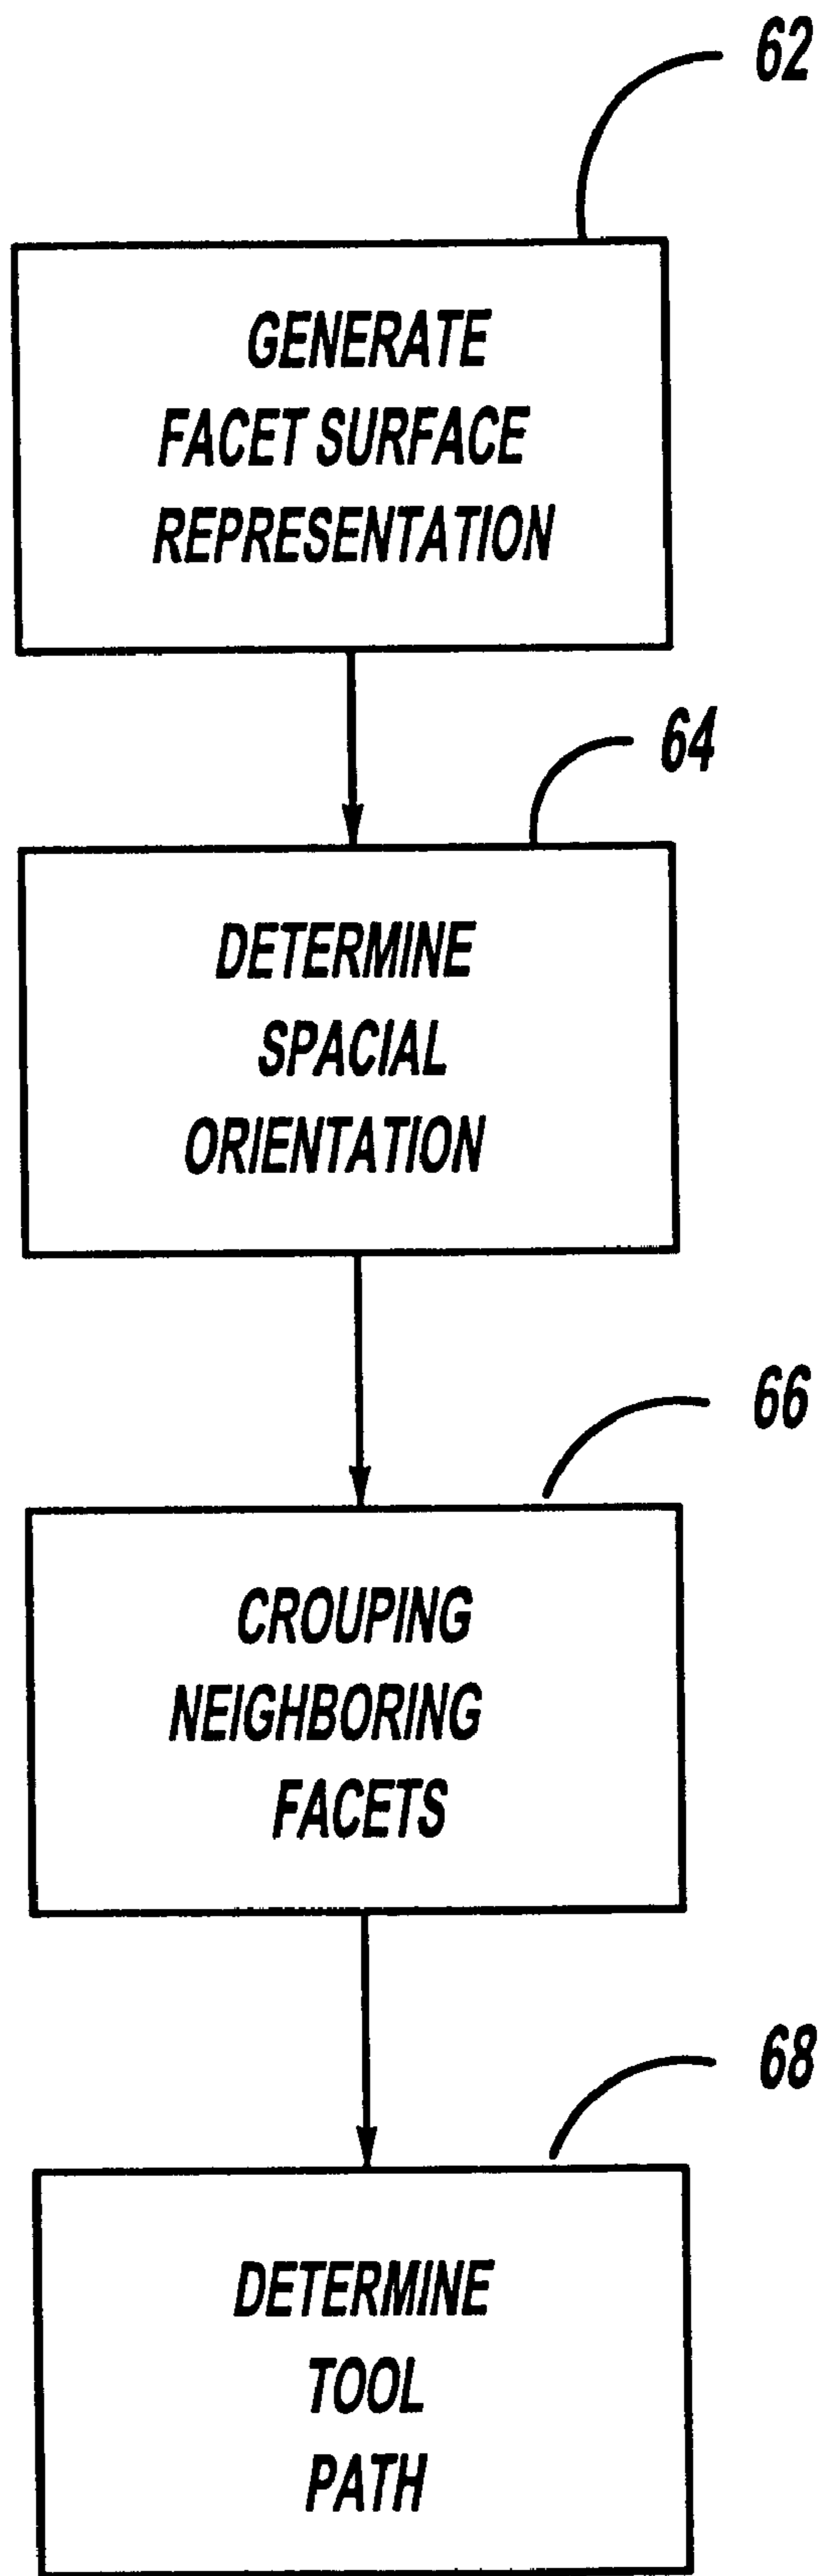 62
GENERATE
FACET SURFACE
REPRESENTATION
64
DETERMINE
SPACIAL
ORIENTATION
66
CROUPING
NEIGHBORING
FACETS
68
DETERMINE
TOOL
PATH